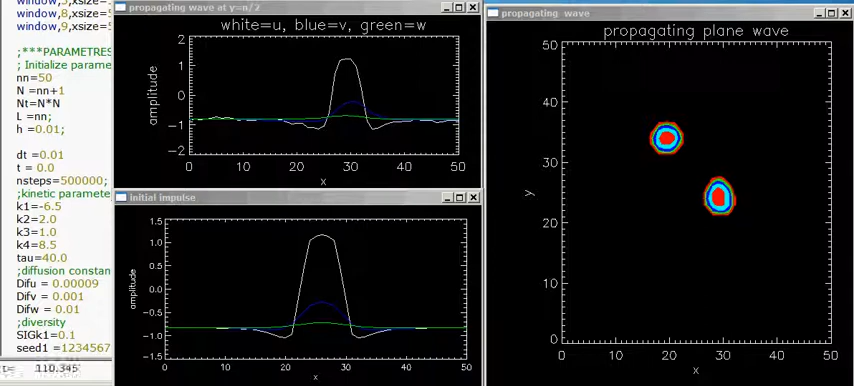 window,8,xsize=
window,9,xsize=5
;***PARAMETRES
; Initialize parame
nn=50
N =nn+1
Nt=N*N
L =nn;
h =0.01;
dt =0.01
t = 0.0
nsteps=500000;
;kinetic paramete
k1=-6.5
k2=2.0
k3=1.0
k4=8.5
tau=40.0
;diffusion constan
Difu = 0.00009
Difv = 0.001
Difw = 0.01
;diversity
SIGk1=0.1
seed1 =1234567
110.345
propagating wave at y=n/2
white=u, blue=v, green=w
amplitude
2
1
0
-1
-2
0 10 20 30 40 50
x
initial impulse
amplitude
1.5
1.0
0.5
0.0
-0.5
-1.0
-1.5
0 10 20 30 40 50
x
propagating wave
propagating plane wave
y
50
40
30
20
10
0
0 10 20 30 40 50
x